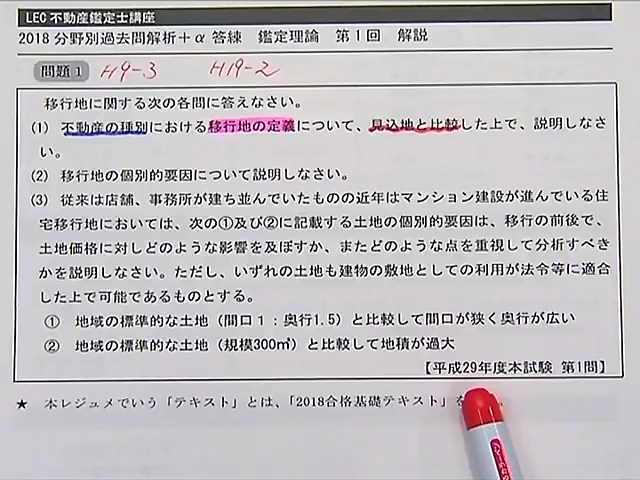 LEC 不動産鑑定士講座
2018 分野別過去問解析＋α 答練　鑑定理論　第１回　解説
問題１ H9-3 H19-2
移行地に関する次の各問に答えなさい。
(1) 不動産の種別における移行地の定義について、見込地と比較した上で、説明しなさ
い。
(2) 移行地の個別的要因について説明しなさい。
(3) 従来は店舗、事務所が建ち並んでいたものの近年はマンション建設が進んでいる住
宅移行地においては、次の①及び②に記載する土地の個別的要因は、移行の前後で、
土地価格に対しどのような影響を及ぼすか、またどのような点を重視して分析すべき
かを説明しなさい。ただし、いずれの土地も建物の敷地としての利用が法令等に適合
した上で可能であるものとする。
① 地域の標準的な土地（間口１：奥行1.5）と比較して間口が狭く奥行が広い
② 地域の標準的な土地（規模300㎡）と比較して地積が過大
【平成29年度本試験 第1問】
★ 本レジュメでいう「テキスト」とは、「2018合格基礎テキスト」を